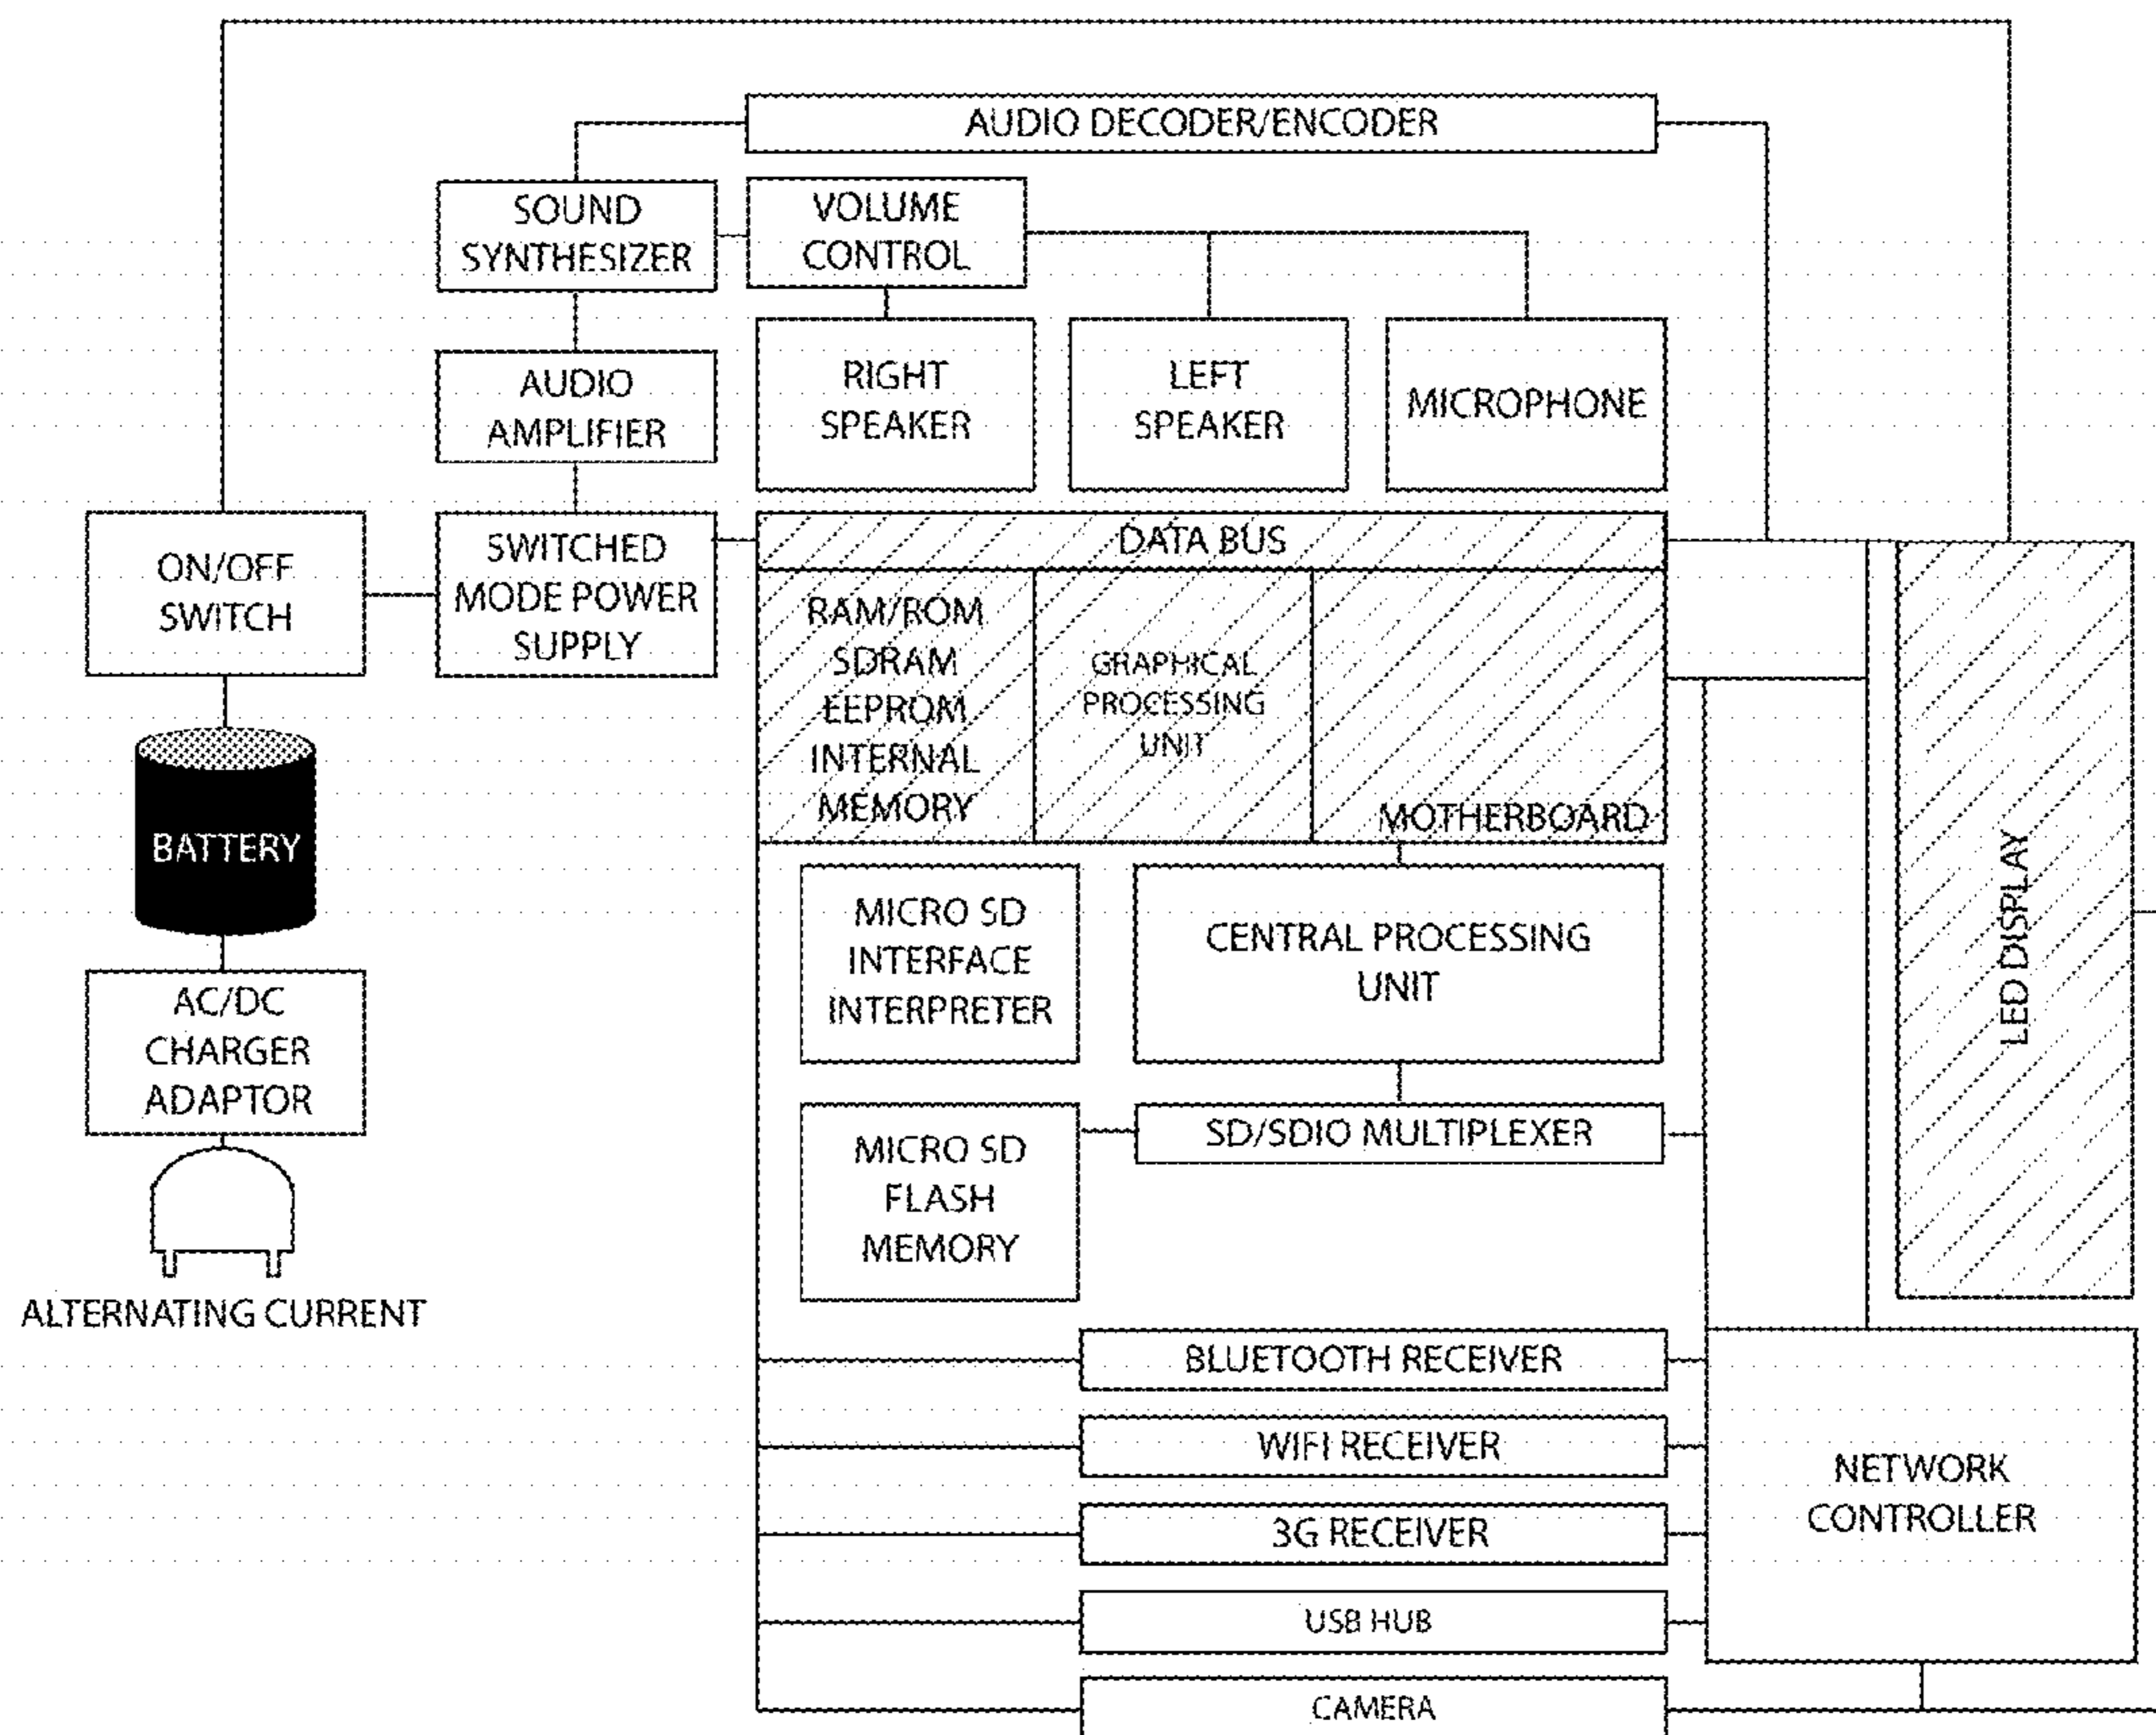 AUDIO DECODER/ENCODER
SOUND
SYNTHESIZER
VOLUME
CONTROL
AUDIO
AMPLIFIER
RIGHT
SPEAKER
LEFT
SPEAKER
MICROPHONE
ON/OFF
SWITCH
SWITCHED
MODE POWER
SUPPLY
DATA BUS
RAM/ROM
SDRAM
EEPROM
INTERNAL
MEMORY
GRAPHICAL
PROCESSING
UNIT
MOTHERBOARD
BATTERY
MICRO SD
INTERFACE
INTERPRETER
CENTRAL PROCESSING
UNIT
LED DISPLAY
AC/DC
CHARGER
ADAPTOR
MICRO SD
FLASH
MEMORY
SD/SDIO MULTIPLEXER
ALTERNATING CURRENT
BLUETOOTH RECEIVER
WIFI RECEIVER
3G RECEIVER
USB HUB
CAMERA
NETWORK
CONTROLLER